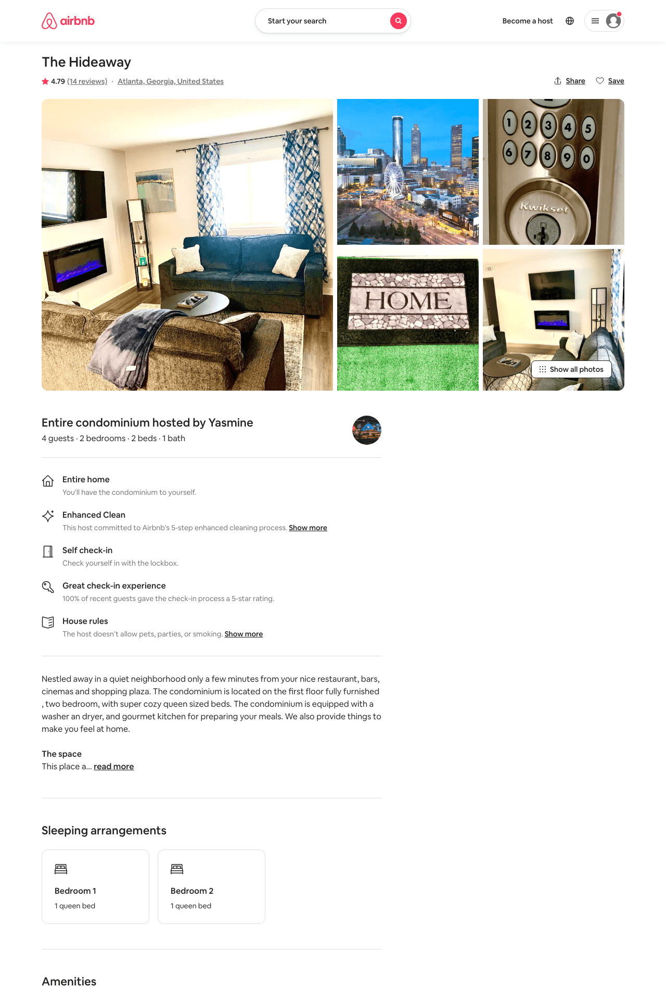 airbnb
Start your search
Become a host
The Hideaway
4.79 (14 reviews) · Atlanta, Georgia, United States
Share
Save
1 2 3 4 5
6 7 8 9 0
Kwikset
HOME
Show all photos
Entire condominium hosted by Yasmine
4 guests · 2 bedrooms · 2 beds · 1 bath
Entire home
You’ll have the condominium to yourself.
Enhanced Clean
This host committed to Airbnb's 5-step enhanced cleaning process. Show more
Self check-in
Check yourself in with the lockbox.
Great check-in experience
100% of recent guests gave the check-in process a 5-star rating.
House rules
The host doesn’t allow pets, parties, or smoking. Show more
Nestled away in a quiet neighborhood only a few minutes from your nice restaurant, bars,
cinemas and shopping plaza. The condominium is located on the first floor fully furnished
, two bedroom, with super cozy queen sized beds. The condominium is equipped with a
washer an dryer, and gourmet kitchen for preparing your meals. We also provide things to
make you feel at home.
The space
This place a... read more
Sleeping arrangements
Bedroom 1
1 queen bed
Bedroom 2
1 queen bed
Amenities